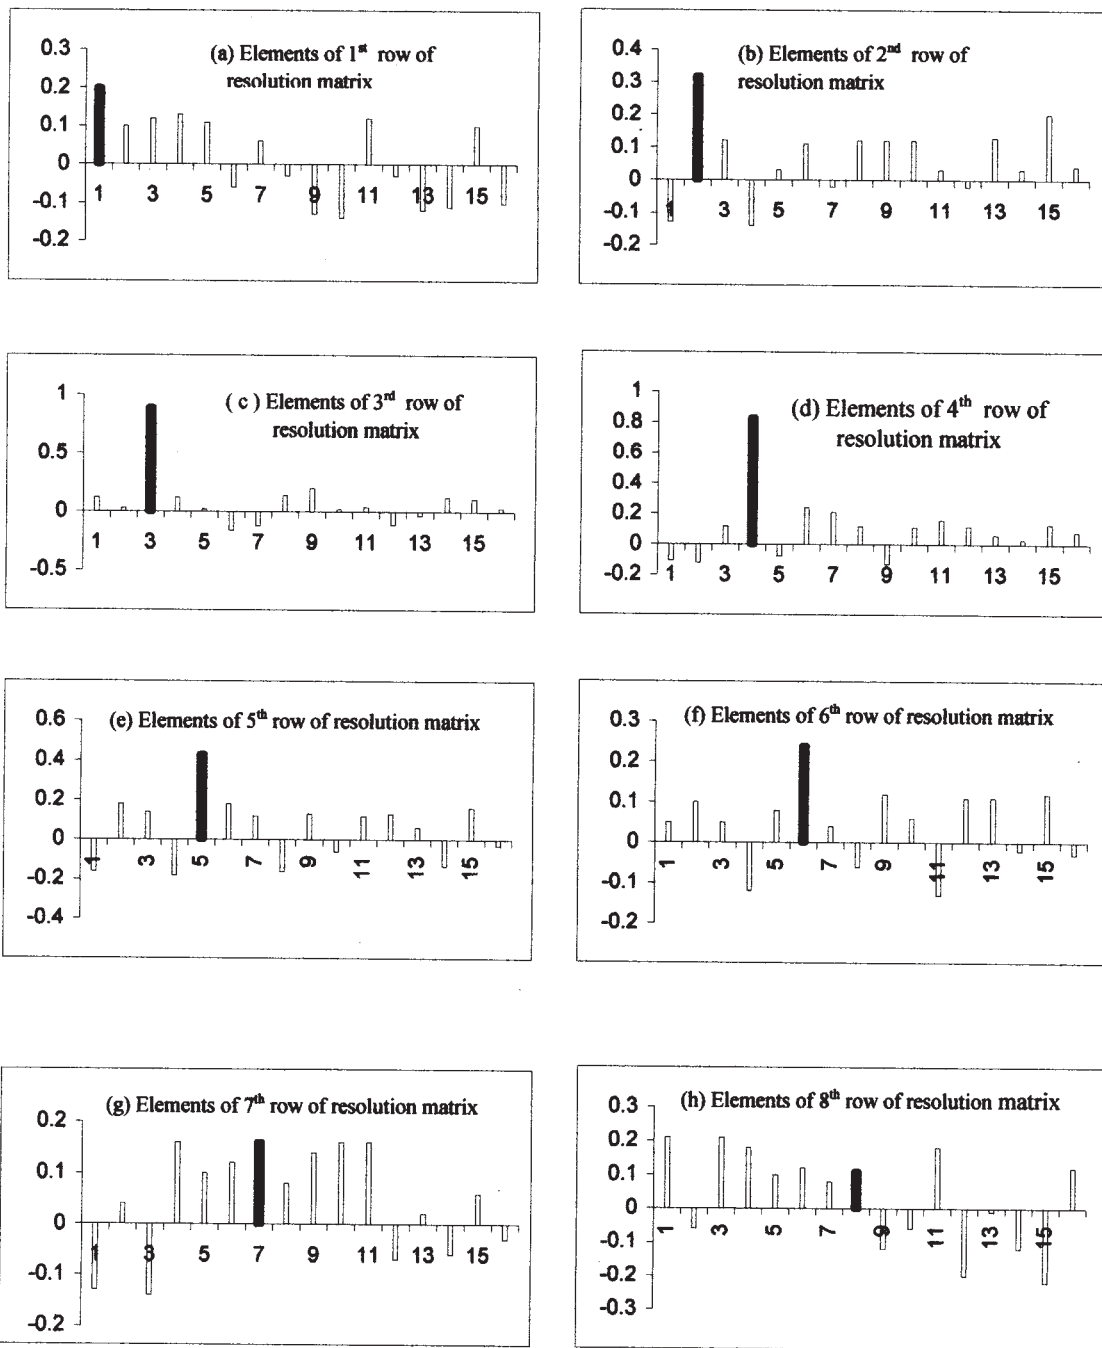 (a) Elements of 1st row of
resolution matrix
0.3
0.2
0.1
0
-0.1
-0.2
1 3 5 7 9 11 13 15
(b) Elements of 2nd row of
resolution matrix
0.4
0.3
0.2
0.1
0
-0.1
-0.2
1 3 5 7 9 11 13 15
( c ) Elements of 3rd row of
resolution matrix
1
0.5
0
-0.5
1 3 5 7 9 11 13 15
(d) Elements of 4th row of
resolution matrix
1
0.8
0.6
0.4
0.2
0
-0.2
1 3 5 7 9 11 13 15
(e) Elements of 5th row of resolution matrix
0.6
0.4
0.2
0
-0.2
-0.4
1 3 5 7 9 11 13 15
(f) Elements of 6th row of resolution matrix
0.3
0.2
0.1
0
-0.1
-0.2
1 3 5 7 9 11 13 15
(g) Elements of 7th row of resolution matrix
0.2
0.1
0
-0.1
-0.2
1 3 5 7 9 11 13 15
(h) Elements of 8th row of resolution matrix
0.3
0.2
0.1
0
-0.1
-0.2
-0.3
1 3 5 7 9 11 13 15